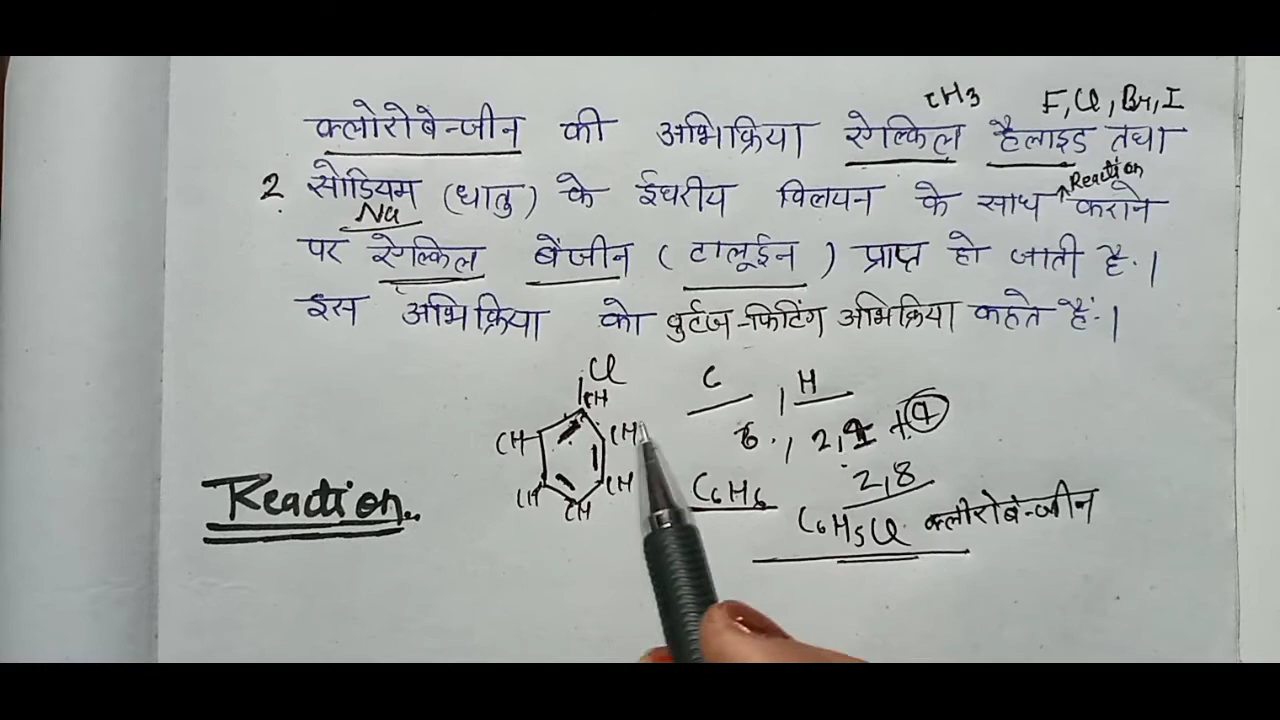 CH3 F, Cl, Br, I
क्लोरोबेन्जीन की अभिक्रिया ऐल्किल हैलाइड तथा
Reaction
2 सोडियम (धातु) के ईथरीय विलयन के साथ कराने
Na
पर ऐल्किल बेंजीन (टालूईन) प्राप्त हो जाती है।
इस अभिक्रिया को वुर्टज-फिटिंग अभिक्रिया कहते हैं।
Cl
C , H
CH
CH CH
6, 2,
2,8
CH CH
CH
C6H6
Reaction
C6H5Cl क्लोरोबेन्जीन